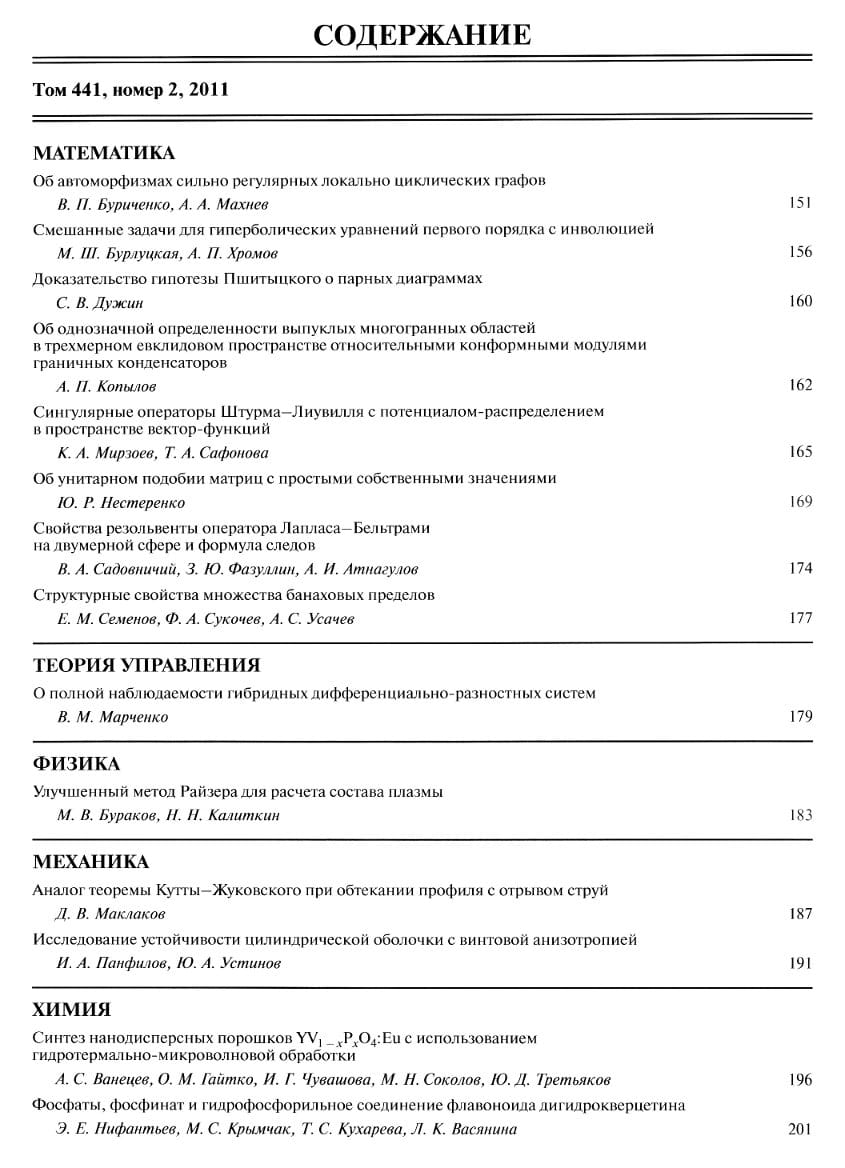 СОДЕРЖАНИЕ
Том 441, номер 2, 2011
МАТЕМАТИКА
Об автоморфизмах сильно регулярных локально циклических графов
В. П. Буриченко, А. А. Махнев 151
Смешанные задачи для гиперболических уравнений первого порядка с инволюцией
М. Ш. Бурлуцкая, А. П. Хромов 156
Доказательство гипотезы Пшитыцкого о парных диаграммах
С. В. Дужин 160
Об однозначной определенности выпуклых многогранных областей
в трехмерном евклидовом пространстве относительными конформными модулями
граничных конденсаторов
А. П. Копылов 162
Сингулярные операторы Штурма–Лиувилля с потенциалом-распределением
в пространстве вектор-функций
К. А. Мирзоев, Т. А. Сафонова 165
Об унитарном подобии матриц с простыми собственными значениями
Ю. Р. Нестеренко 169
Свойства резольвенты оператора Лапласа–Бельтрами
на двумерной сфере и формула следов
В. А. Садовничий, З. Ю. Фазуллин, А. И. Атнагулов 174
Структурные свойства множества банаховых пределов
Е. М. Семенов, Ф. А. Сукочев, А. С. Усачев 177
ТЕОРИЯ УПРАВЛЕНИЯ
О полной наблюдаемости гибридных дифференциально-разностных систем
В. М. Марченко 179
ФИЗИКА
Улучшенный метод Райзера для расчета состава плазмы
М. В. Бураков, Н. Н. Калиткин 183
МЕХАНИКА
Аналог теоремы Кутты–Жуковского при обтекании профиля с отрывом струй
Д. В. Маклаков 187
Исследование устойчивости цилиндрической оболочки с винтовой анизотропией
И. А. Панфилов, Ю. А. Устинов 191
ХИМИЯ
Синтез нанодисперсных порошков YV₁₋ₓPₓO₄:Eu с использованием
гидротермально-микроволновой обработки
А. С. Ванецев, О. М. Гайтко, И. Г. Чувашова, М. Н. Соколов, Ю. Д. Третьяков 196
Фосфаты, фосфинат и гидрофосфорильное соединение флавоноида дигидрокверцетина
Э. Е. Нифантьев, М. С. Крымчак, Т. С. Кухарева, Л. К. Васянина 201